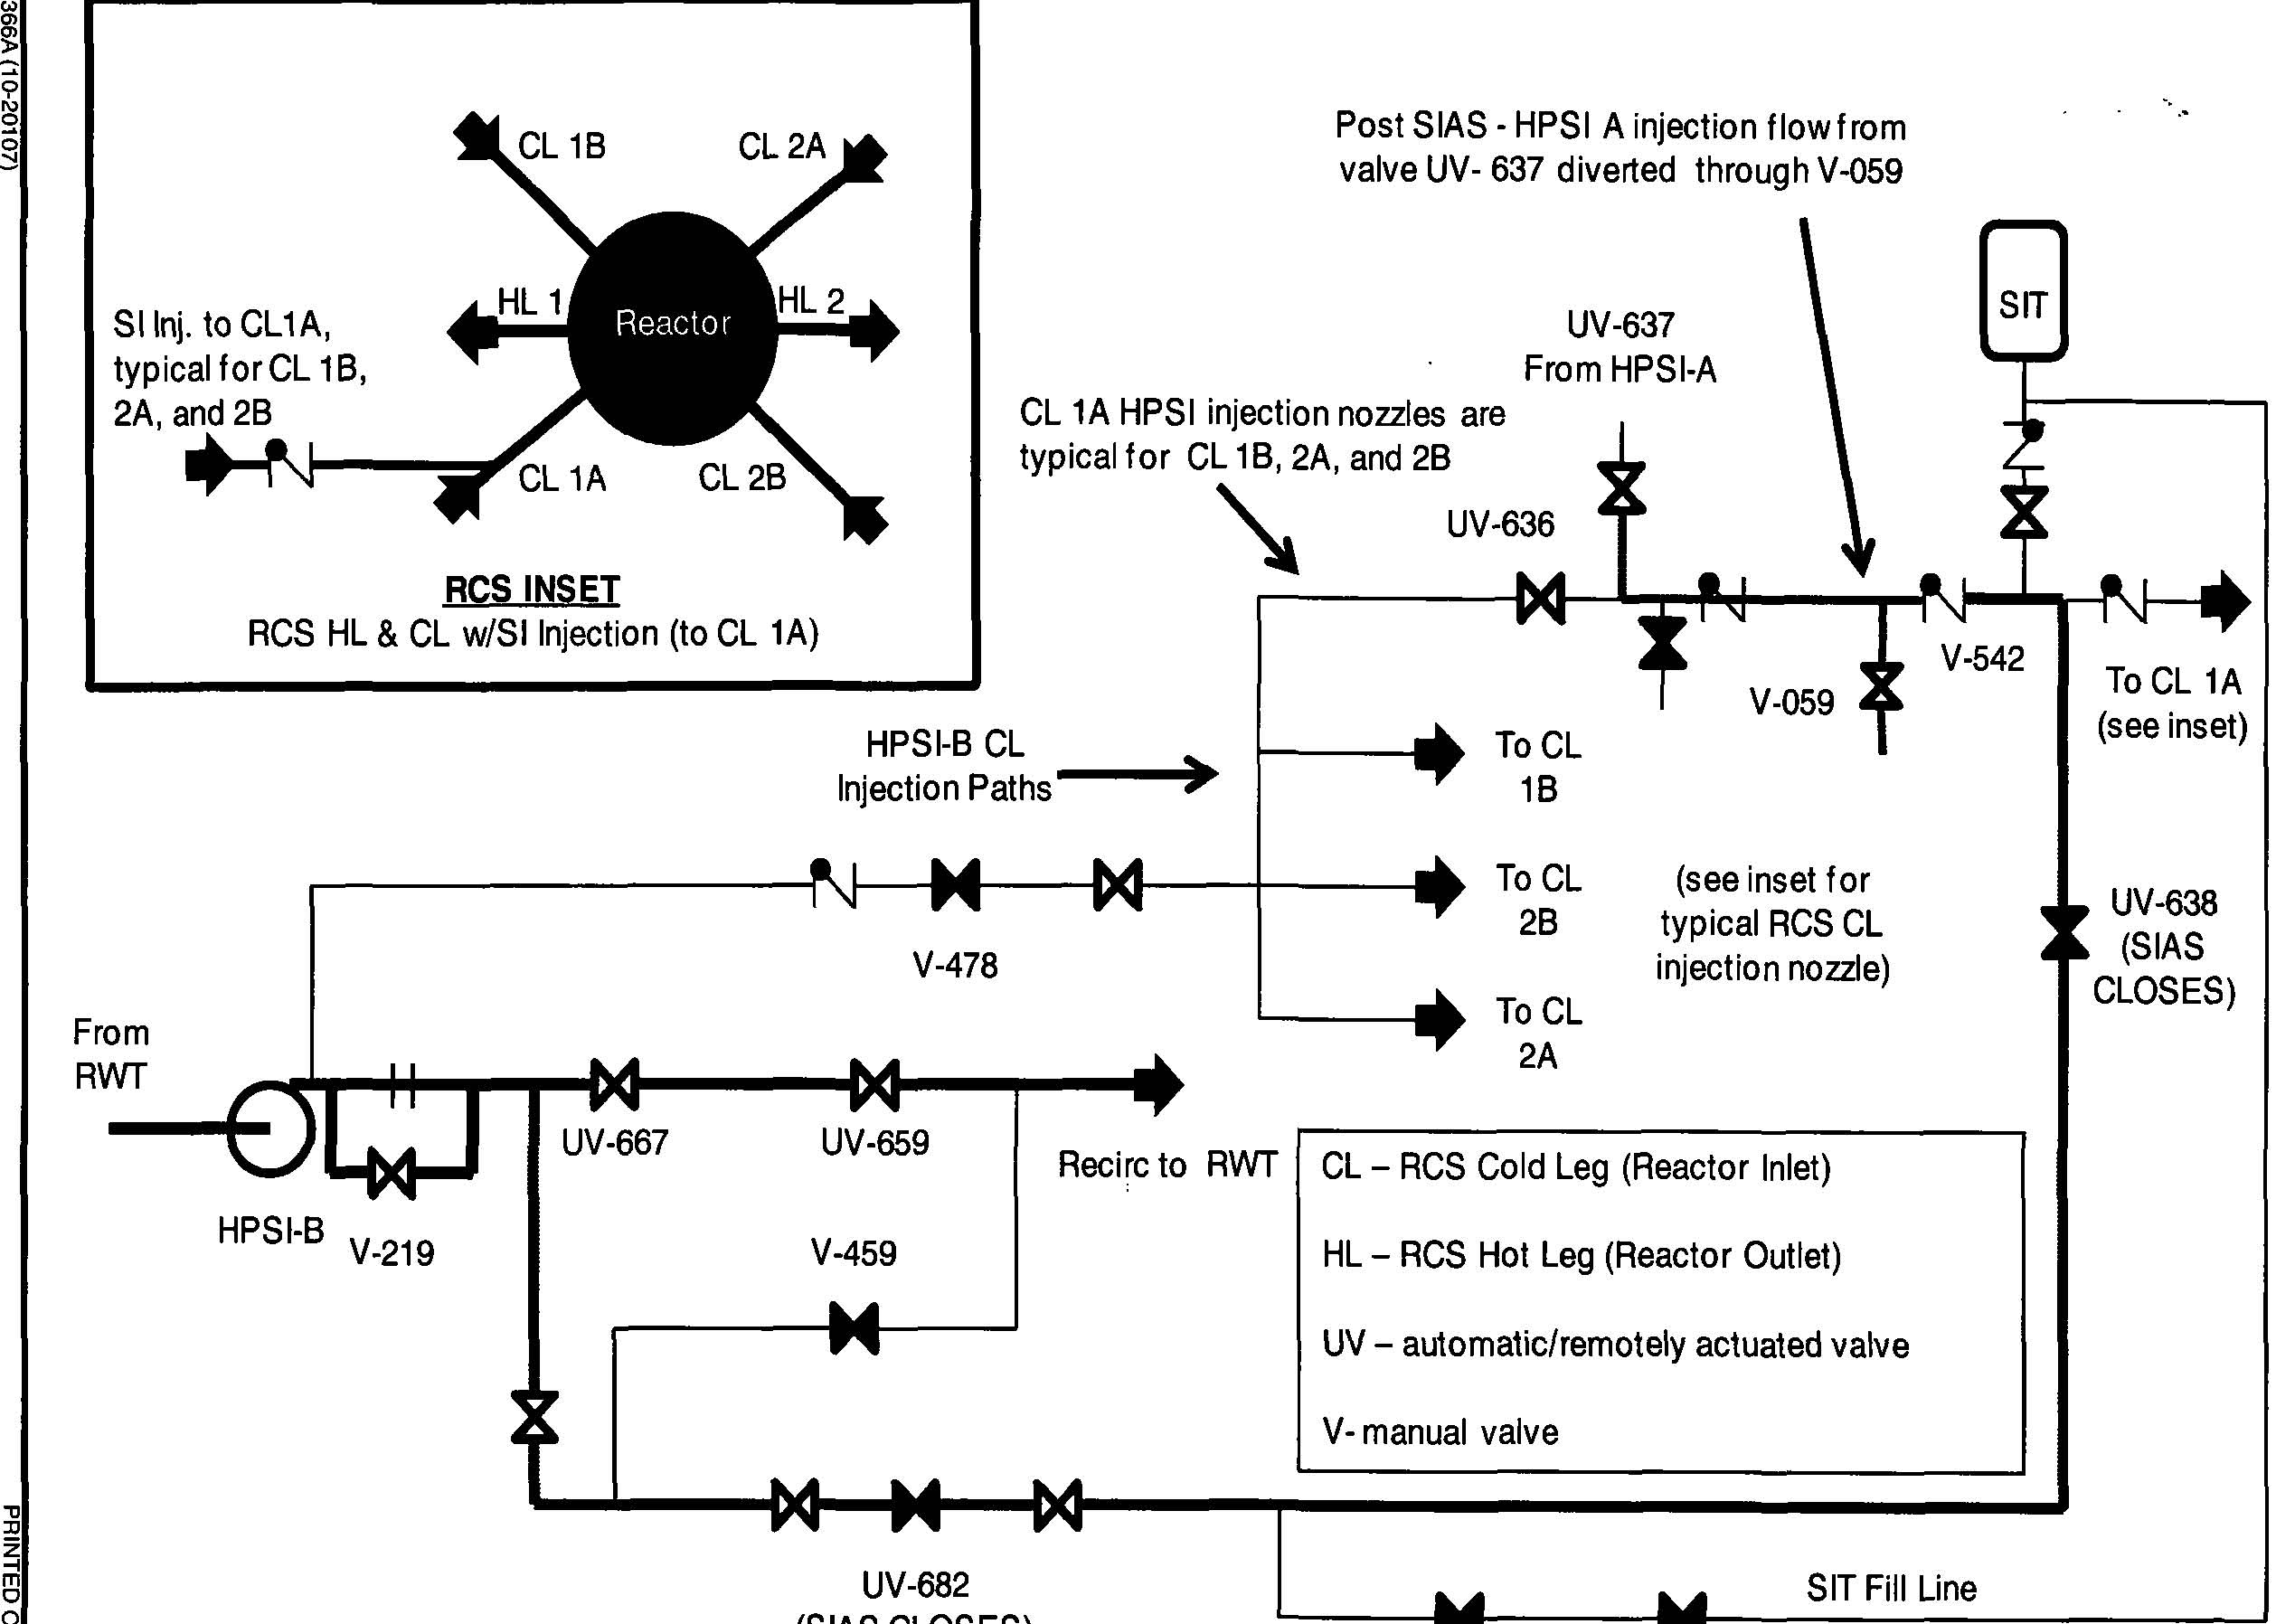 366A (10-20107)
CL 1B
CL 2A
HL 1
Reactor
HL 2
SI Inj. to CL1A,
typical for CL 1B,
2A, and 2B
CL 1A
CL 2B
RCS INSET
RCS HL & CL w/SI Injection (to CL 1A)
Post SIAS - HPSI A injection flow from
valve UV- 637 diverted through V-059
SIT
UV-637
From HPSI-A
CL 1A HPSI injection nozzles are
typical for CL 1B, 2A, and 2B
UV-636
V-542
V-059
To CL 1A
(see inset)
HPSI-B CL
Injection Paths
To CL
1B
To CL
2B
(see inset for
typical RCS CL
injection nozzle)
UV-638
(SIAS
CLOSES)
V-478
To CL
2A
From
RWT
UV-667
UV-659
Recirc to RWT
HPSI-B
V-219
V-459
CL – RCS Cold Leg (Reactor Inlet)
HL – RCS Hot Leg (Reactor Outlet)
UV – automatic/remotely actuated valve
V- manual valve
UV-682
(SIAS CLOSES)
SIT Fill Line
PRINTED O